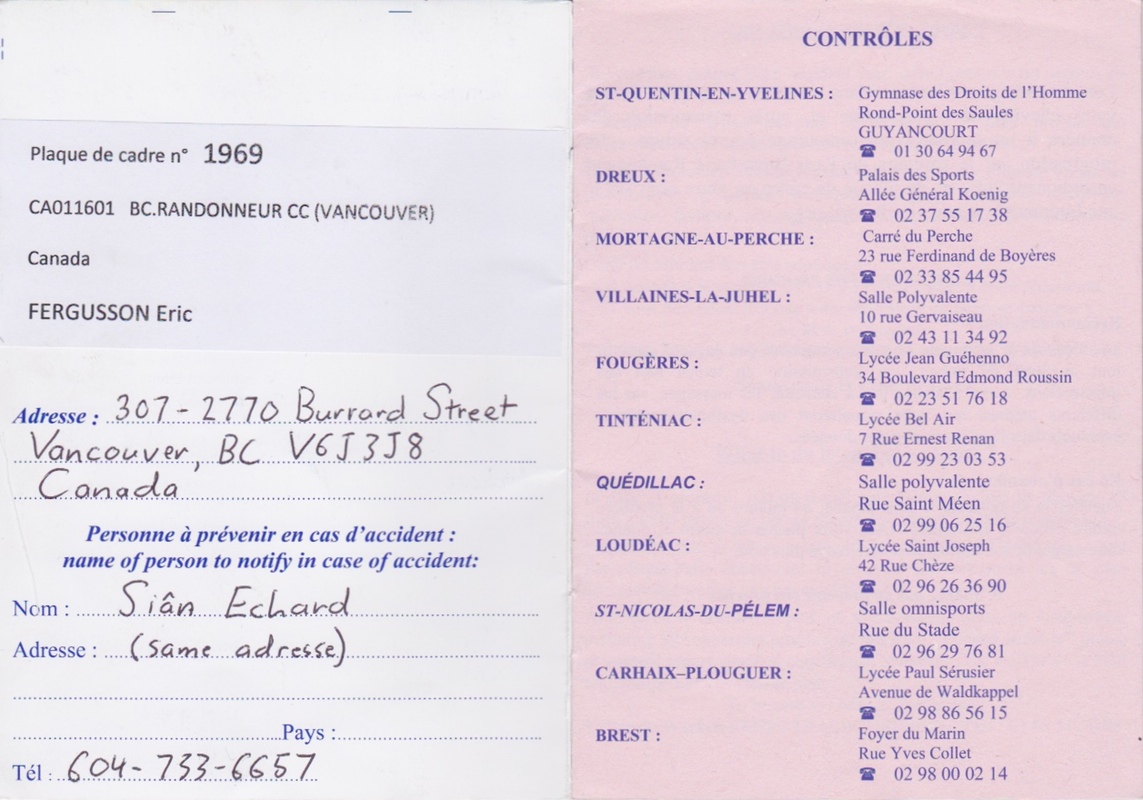 Plaque de cadre n° 1969
CA011601 BC.RANDONNEUR CC (VANCOUVER)
Canada
FERGUSSON Eric
Adresse : 307-2770 Burrard Street
Vancouver, BC V6J3J8
Canada
Personne à prévenir en cas d'accident :
name of person to notify in case of accident:
Nom : Siân Echard
Adresse : (same adresse)
Pays :
Tél : 604-733-6657
CONTRÔLES
ST-QUENTIN-EN-YVELINES : Gymnase des Droits de l'Homme
Rond-Point des Saules
GUYANCOURT
☎ 01 30 64 94 67
DREUX : Palais des Sports
Allée Général Koenig
☎ 02 37 55 17 38
MORTAGNE-AU-PERCHE : Carré du Perche
23 rue Ferdinand de Boyères
☎ 02 33 85 44 95
VILLAINES-LA-JUHEL : Salle Polyvalente
10 rue Gervaiseau
☎ 02 43 11 34 92
FOUGÈRES : Lycée Jean Guéhenno
34 Boulevard Edmond Roussin
☎ 02 23 51 76 18
TINTÉNIAC : Lycée Bel Air
7 Rue Ernest Renan
☎ 02 99 23 03 53
QUÉDILLAC : Salle polyvalente
Rue Saint Méen
☎ 02 99 06 25 16
LOUDÉAC : Lycée Saint Joseph
42 Rue Chèze
☎ 02 96 26 36 90
ST-NICOLAS-DU-PÉLEM : Salle omnisports
Rue du Stade
☎ 02 96 29 76 81
CARHAIX–PLOUGUER : Lycée Paul Sérusier
Avenue de Waldkappel
☎ 02 98 86 56 15
BREST : Foyer du Marin
Rue Yves Collet
☎ 02 98 00 02 14